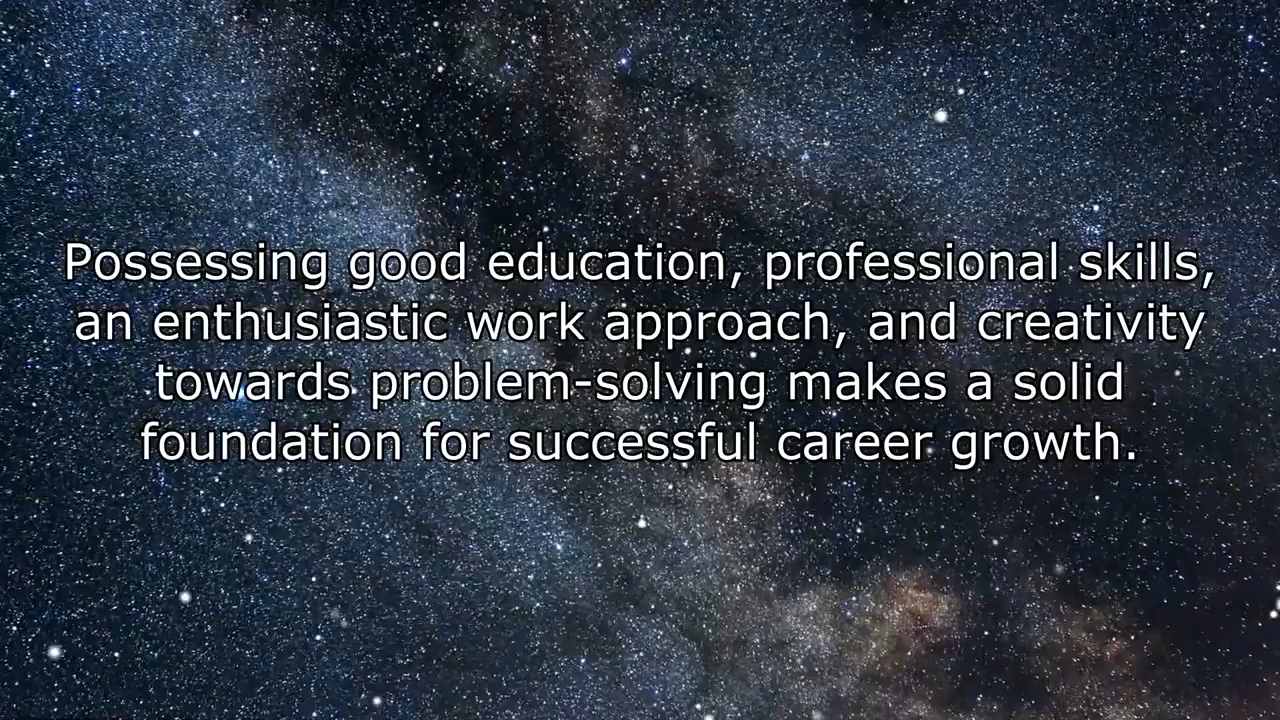 Possessing good education, professional skills,
an enthusiastic work approach, and creativity
towards problem-solving makes a solid
foundation for successful career growth.